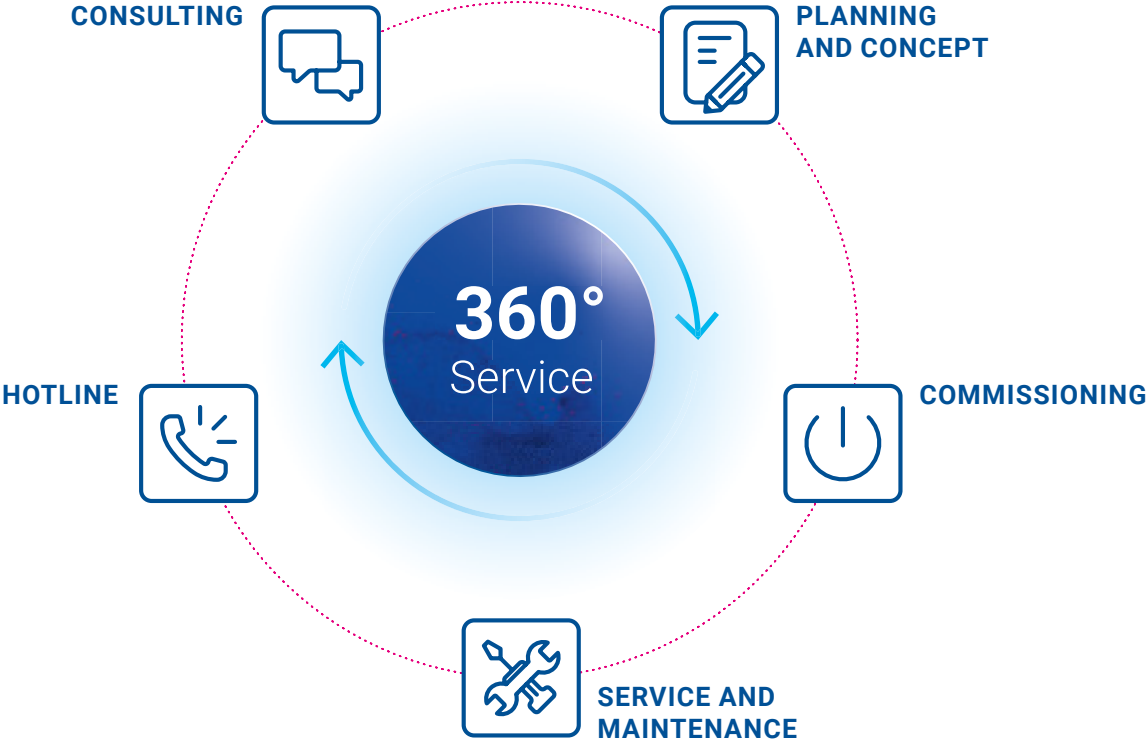 CONSULTING
PLANNING
AND CONCEPT
360°
Service
HOTLINE
COMMISSIONING
SERVICE AND
MAINTENANCE